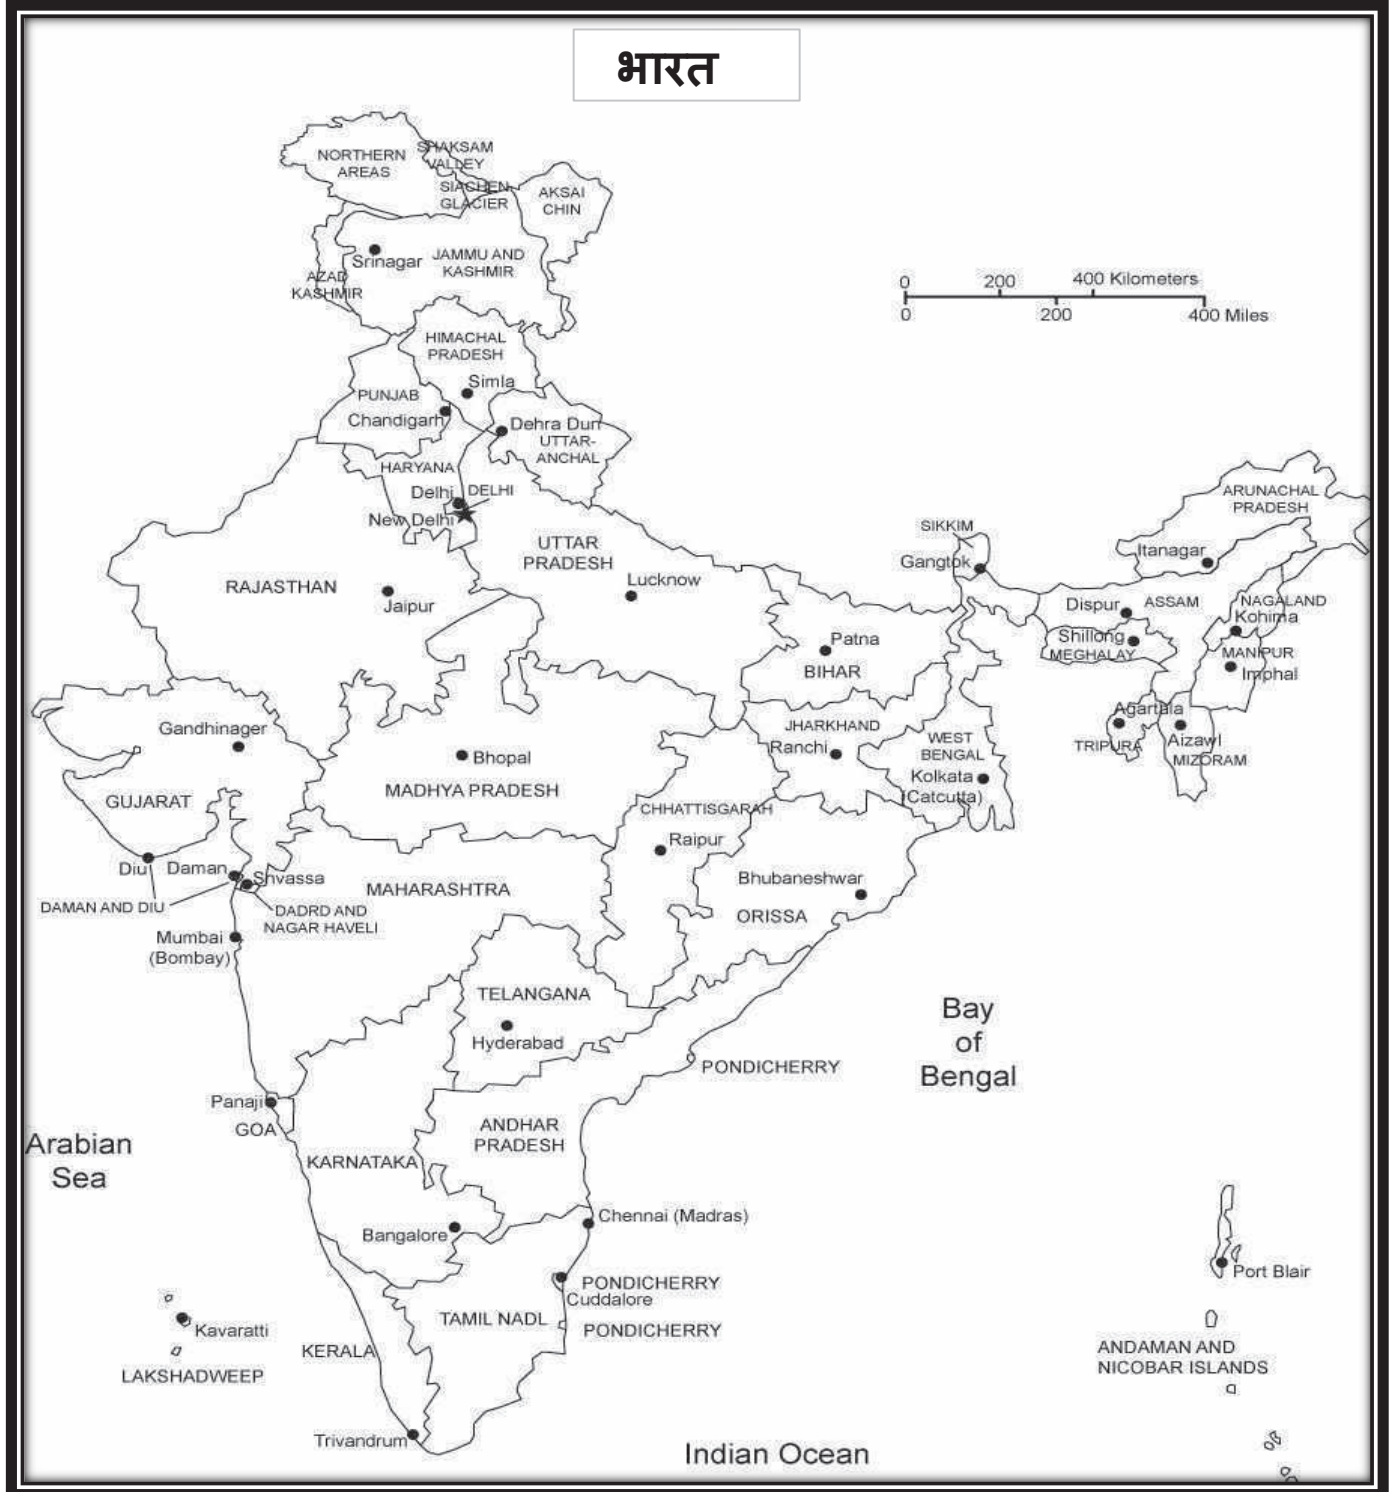 भारत
NORTHERN
AREAS
SHAKSAM
VALLEY
SIACHEN
GLACIER
AKSAI
CHIN
Srinagar
JAMMU AND
KASHMIR
AZAD
KASHMIR
0 200 400 Kilometers
0 200 400 Miles
HIMACHAL
PRADESH
Simla
PUNJAB
Chandigarh
Dehra Dun
UTTAR-
ANCHAL
HARYANA
Delhi
DELHI
New Delhi
ARUNACHAL
PRADESH
SIKKIM
Gangtok
Itanagar
UTTAR
PRADESH
Lucknow
RAJASTHAN
Jaipur
Dispur
ASSAM
NAGALAND
Kohima
Shillong
MEGHALAY
MANIPUR
Imphal
Patna
BIHAR
Agartala
TRIPURA
Aizawl
MIZORAM
Gandhinager
JHARKHAND
Ranchi
WEST
BENGAL
Kolkata
(Catcutta)
Bhopal
MADHYA PRADESH
GUJARAT
CHHATTISGARAH
Raipur
Diu
Daman
Shvassa
DAMAN AND DIU
DADRD AND
NAGAR HAVELI
MAHARASHTRA
Bhubaneshwar
ORISSA
Mumbai
(Bombay)
TELANGANA
Hyderabad
Bay
of
Bengal
PONDICHERRY
Panaji
GOA
ANDHAR
PRADESH
Arabian
Sea
KARNATAKA
Bangalore
Chennai (Madras)
PONDICHERRY
Cuddalore
Port Blair
TAMIL NADL
PONDICHERRY
Kavaratti
KERALA
LAKSHADWEEP
ANDAMAN AND
NICOBAR ISLANDS
Trivandrum
Indian Ocean